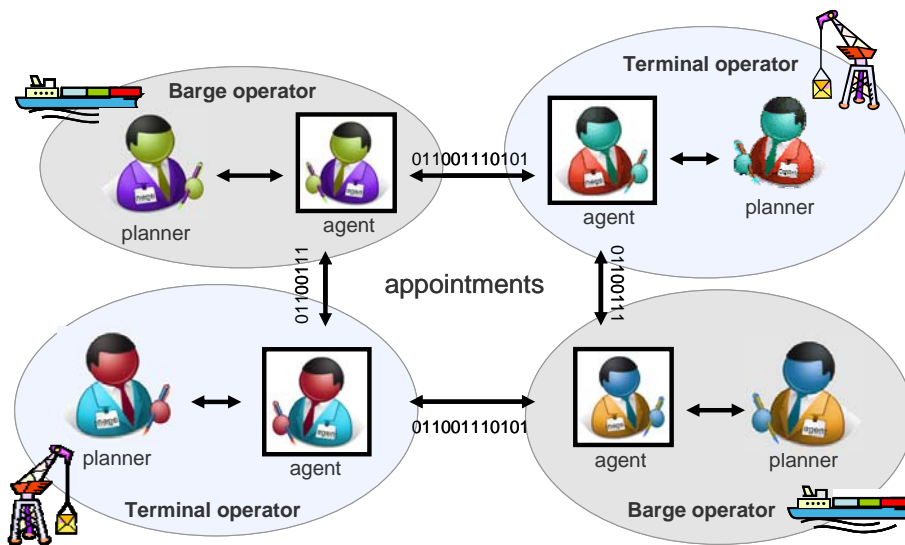 Terminal operator
Barge operator
011001110101
agent
planner
planner
agent
01100111
appointments
01100111
011001110101
planner
agent
agent
planner
Terminal operator
Barge operator